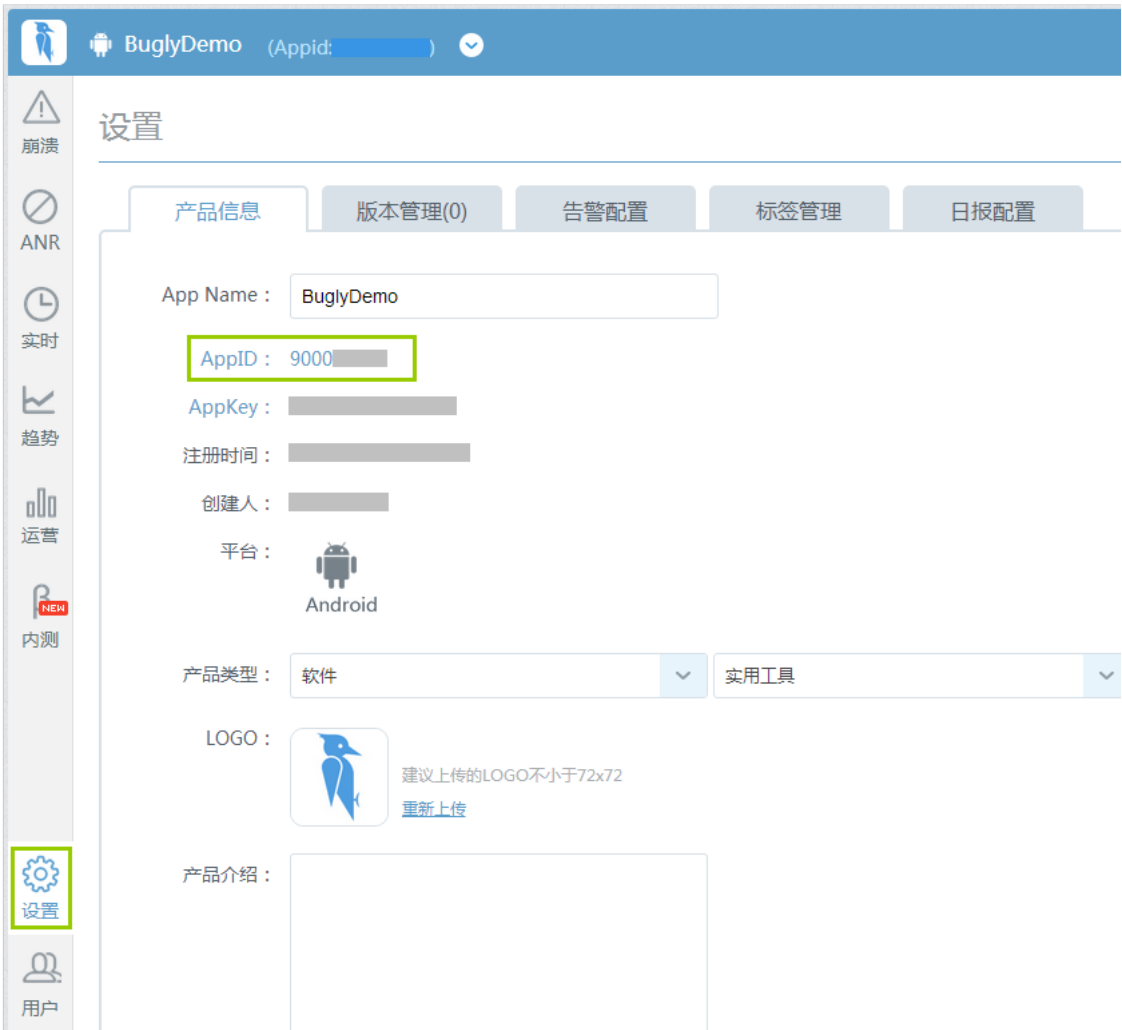 BuglyDemo (Appid: )
崩溃
ANR
实时
趋势
运营
NEW
内测
设置
用户
设置
产品信息 版本管理(0) 告警配置 标签管理 日报配置
App Name： BuglyDemo
AppID： 9000
AppKey：
注册时间：
创建人：
平台：
Android
产品类型： 软件 实用工具
LOGO：
建议上传的LOGO不小于72x72
重新上传
产品介绍：